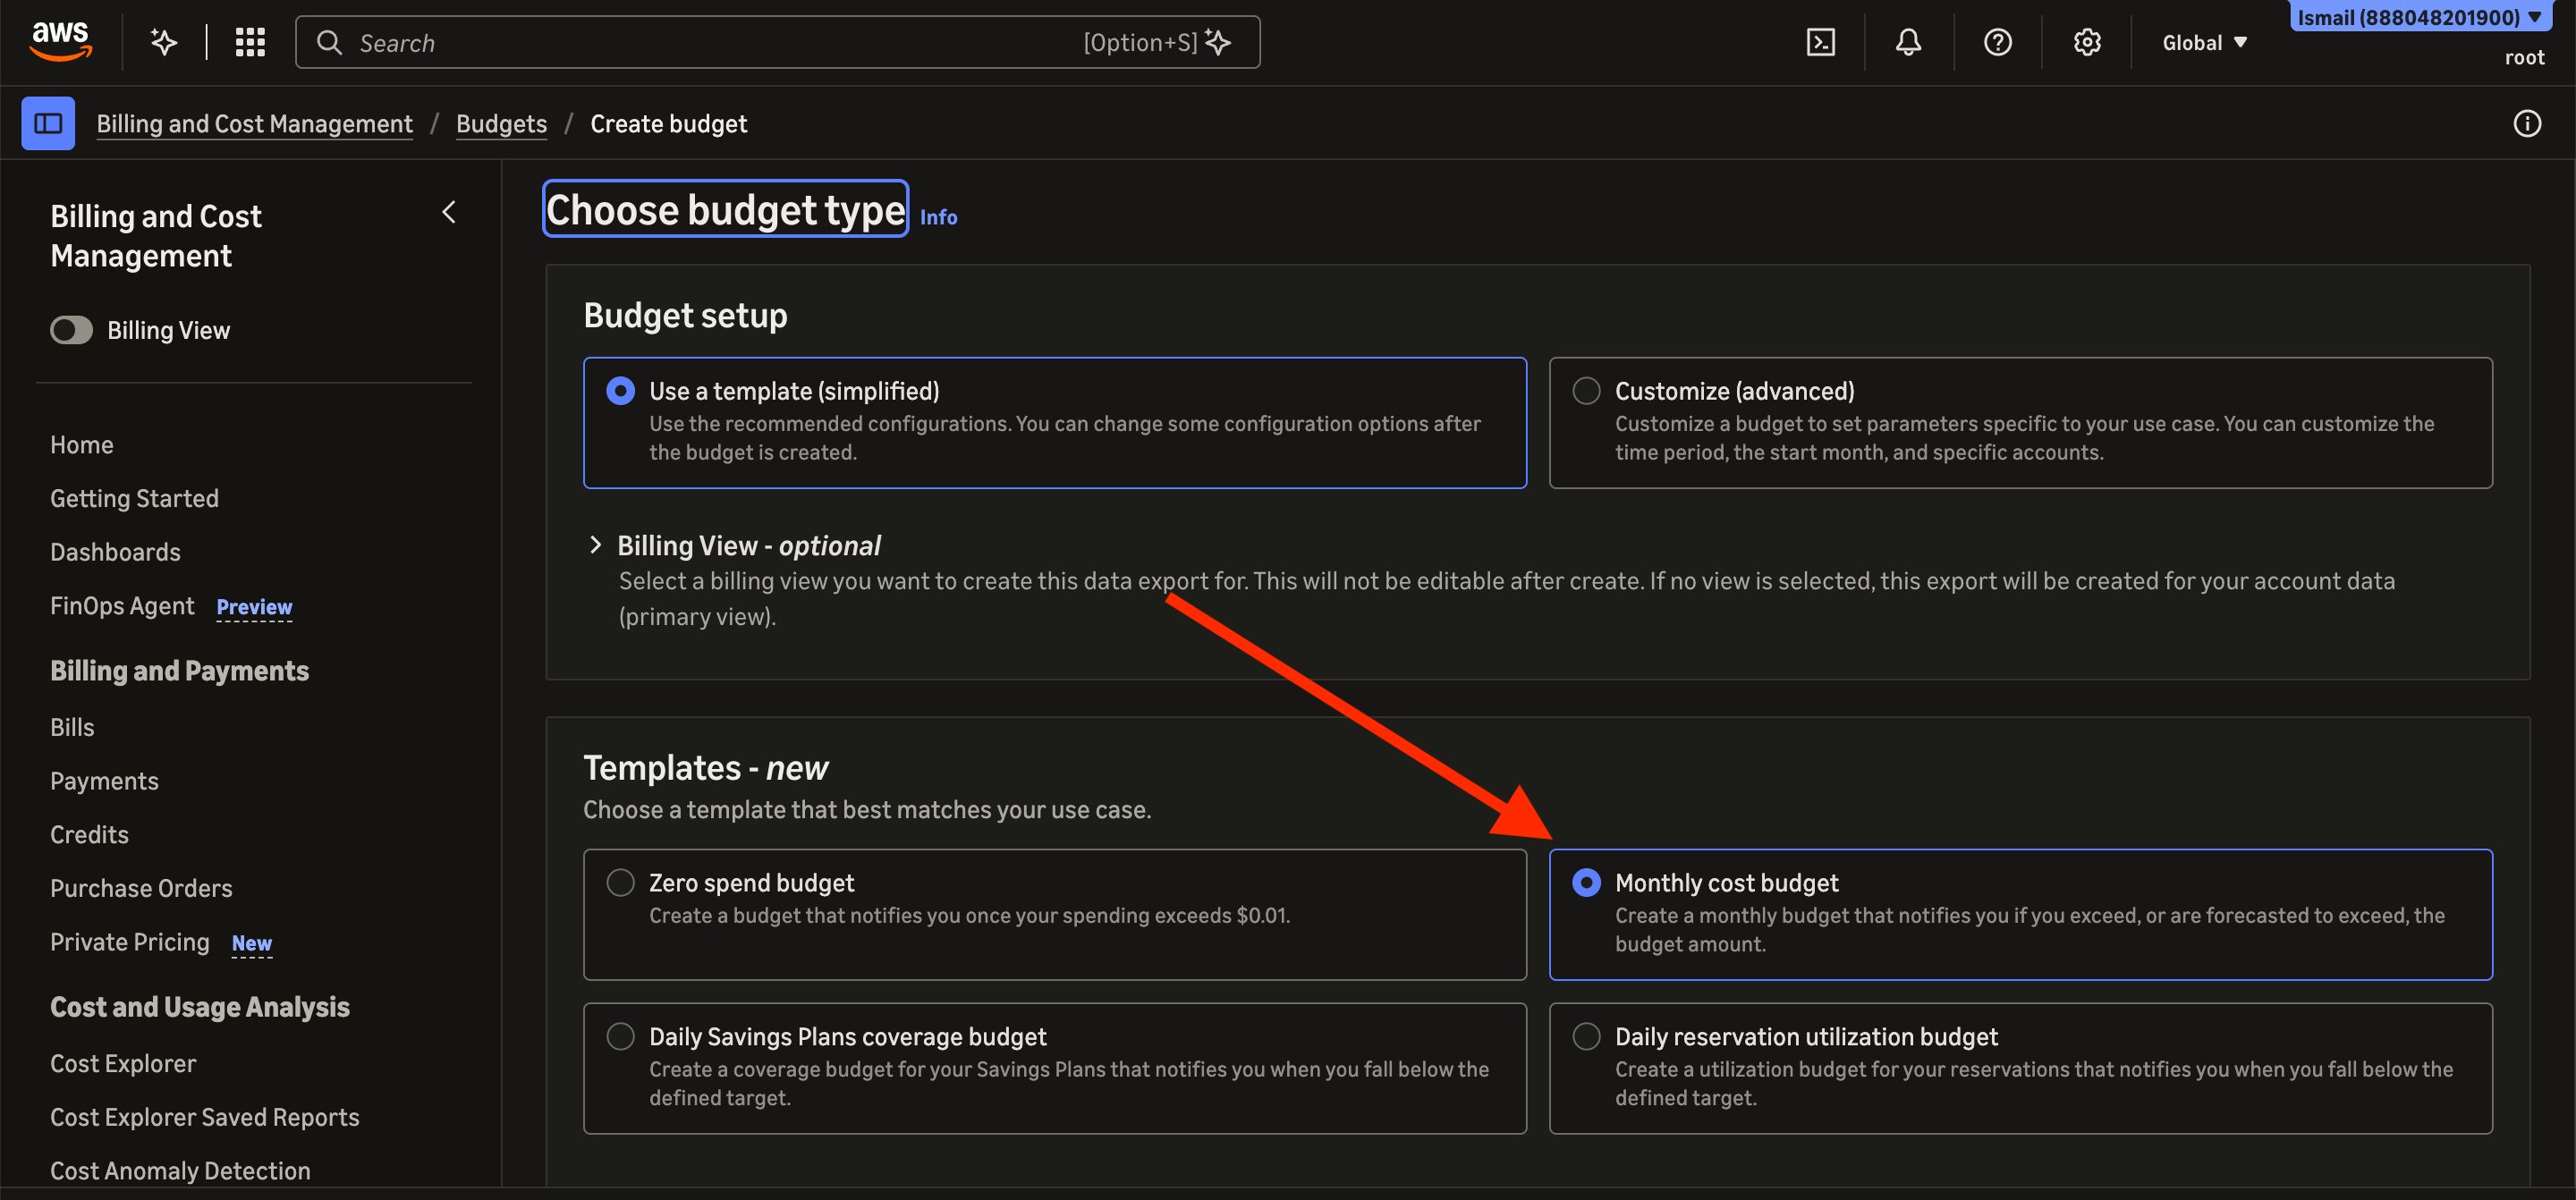 aws
Search
[Option+S]
Global
Ismail (888048201900)
root
Billing and Cost Management / Budgets / Create budget
Billing and Cost
Management
Billing View
Home
Getting Started
Dashboards
FinOps Agent Preview
Billing and Payments
Bills
Payments
Credits
Purchase Orders
Private Pricing New
Cost and Usage Analysis
Cost Explorer
Cost Explorer Saved Reports
Cost Anomaly Detection
Choose budget type Info
Budget setup
Use a template (simplified)
Use the recommended configurations. You can change some configuration options after
the budget is created.
Customize (advanced)
Customize a budget to set parameters specific to your use case. You can customize the
time period, the start month, and specific accounts.
Billing View - optional
Select a billing view you want to create this data export for. This will not be editable after create. If no view is selected, this export will be created for your account data
(primary view).
Templates - new
Choose a template that best matches your use case.
Zero spend budget
Create a budget that notifies you once your spending exceeds $0.01.
Monthly cost budget
Create a monthly budget that notifies you if you exceed, or are forecasted to exceed, the
budget amount.
Daily Savings Plans coverage budget
Create a coverage budget for your Savings Plans that notifies you when you fall below the
defined target.
Daily reservation utilization budget
Create a utilization budget for your reservations that notifies you when you fall below the
defined target.